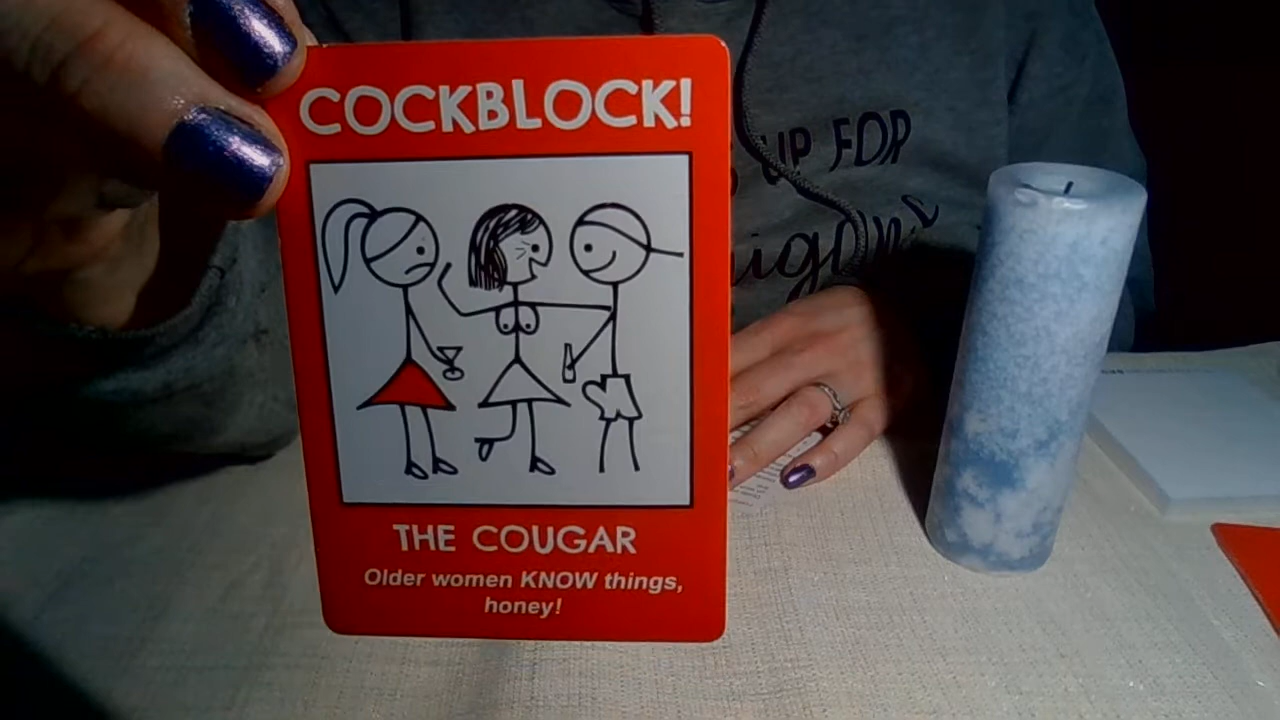 COCKBLOCK!
THE COUGAR
Older women KNOW things,
honey!
UP FOR